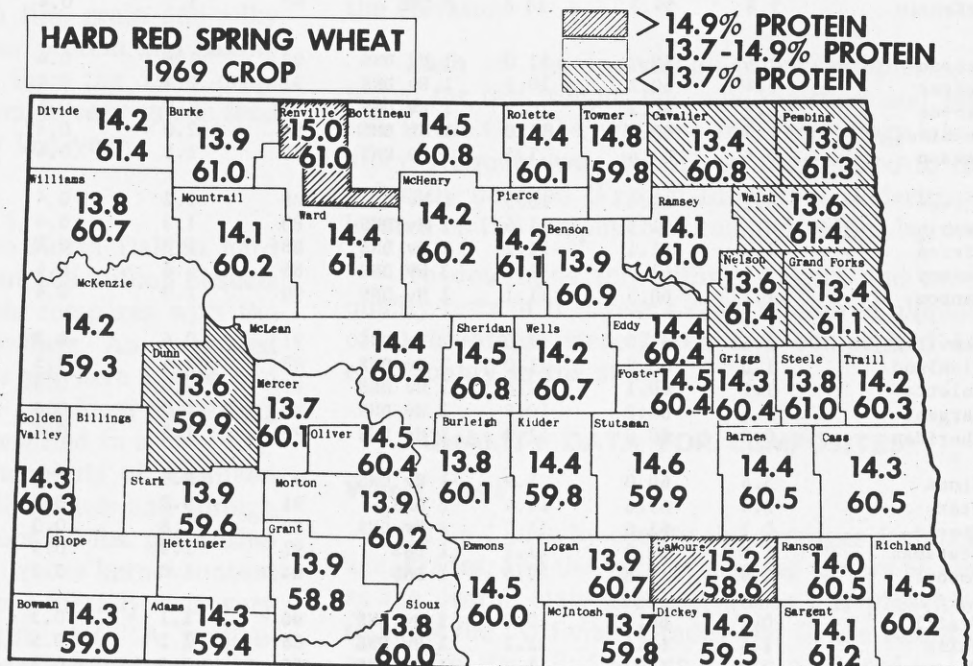 HARD RED SPRING WHEAT
1969 CROP
> 14.9% PROTEIN
13.7-14.9% PROTEIN
< 13.7% PROTEIN
Divide
14.2
61.4
Burke
13.9
61.0
Renville
15.0
61.0
Bottineau
14.5
60.8
Rolette
14.4
60.1
Towner
14.8
59.8
Cavalier
13.4
60.8
Pembina
13.0
61.3
Williams
13.8
60.7
Mountrail
14.1
60.2
Ward
14.4
61.1
McHenry
14.2
60.2
Pierce
14.2
61.1
Benson
13.9
60.9
Ramsey
14.1
61.0
Walsh
13.6
61.4
Nelson
13.6
61.4
Grand Forks
13.4
61.1
McKenzie
14.2
59.3
Dunn
13.6
59.9
McLean
14.4
60.2
Mercer
13.7
60.1
Oliver
14.5
60.4
Sheridan
14.5
60.8
Wells
14.2
60.7
Eddy
14.4
60.4
Foster
14.5
60.4
Griggs
14.3
60.4
Steele
13.8
61.0
Traill
14.2
60.3
Golden
Valley
14.3
60.3
Billings
Stark
13.9
59.6
Morton
13.9
60.2
Burleigh
13.8
60.1
Kidder
14.4
59.8
Stutsman
14.6
59.9
Barnes
14.4
60.5
Cass
14.3
60.5
Slope
Hettinger
Grant
13.9
58.8
Bowman
14.3
59.0
Adams
14.3
59.4
Sioux
13.8
60.0
Emmons
14.5
60.0
Logan
13.9
60.7
LaMoure
15.2
58.6
Ransom
14.0
60.5
Richland
14.5
60.2
McIntosh
13.7
59.8
Dickey
14.2
59.5
Sargent
14.1
61.2